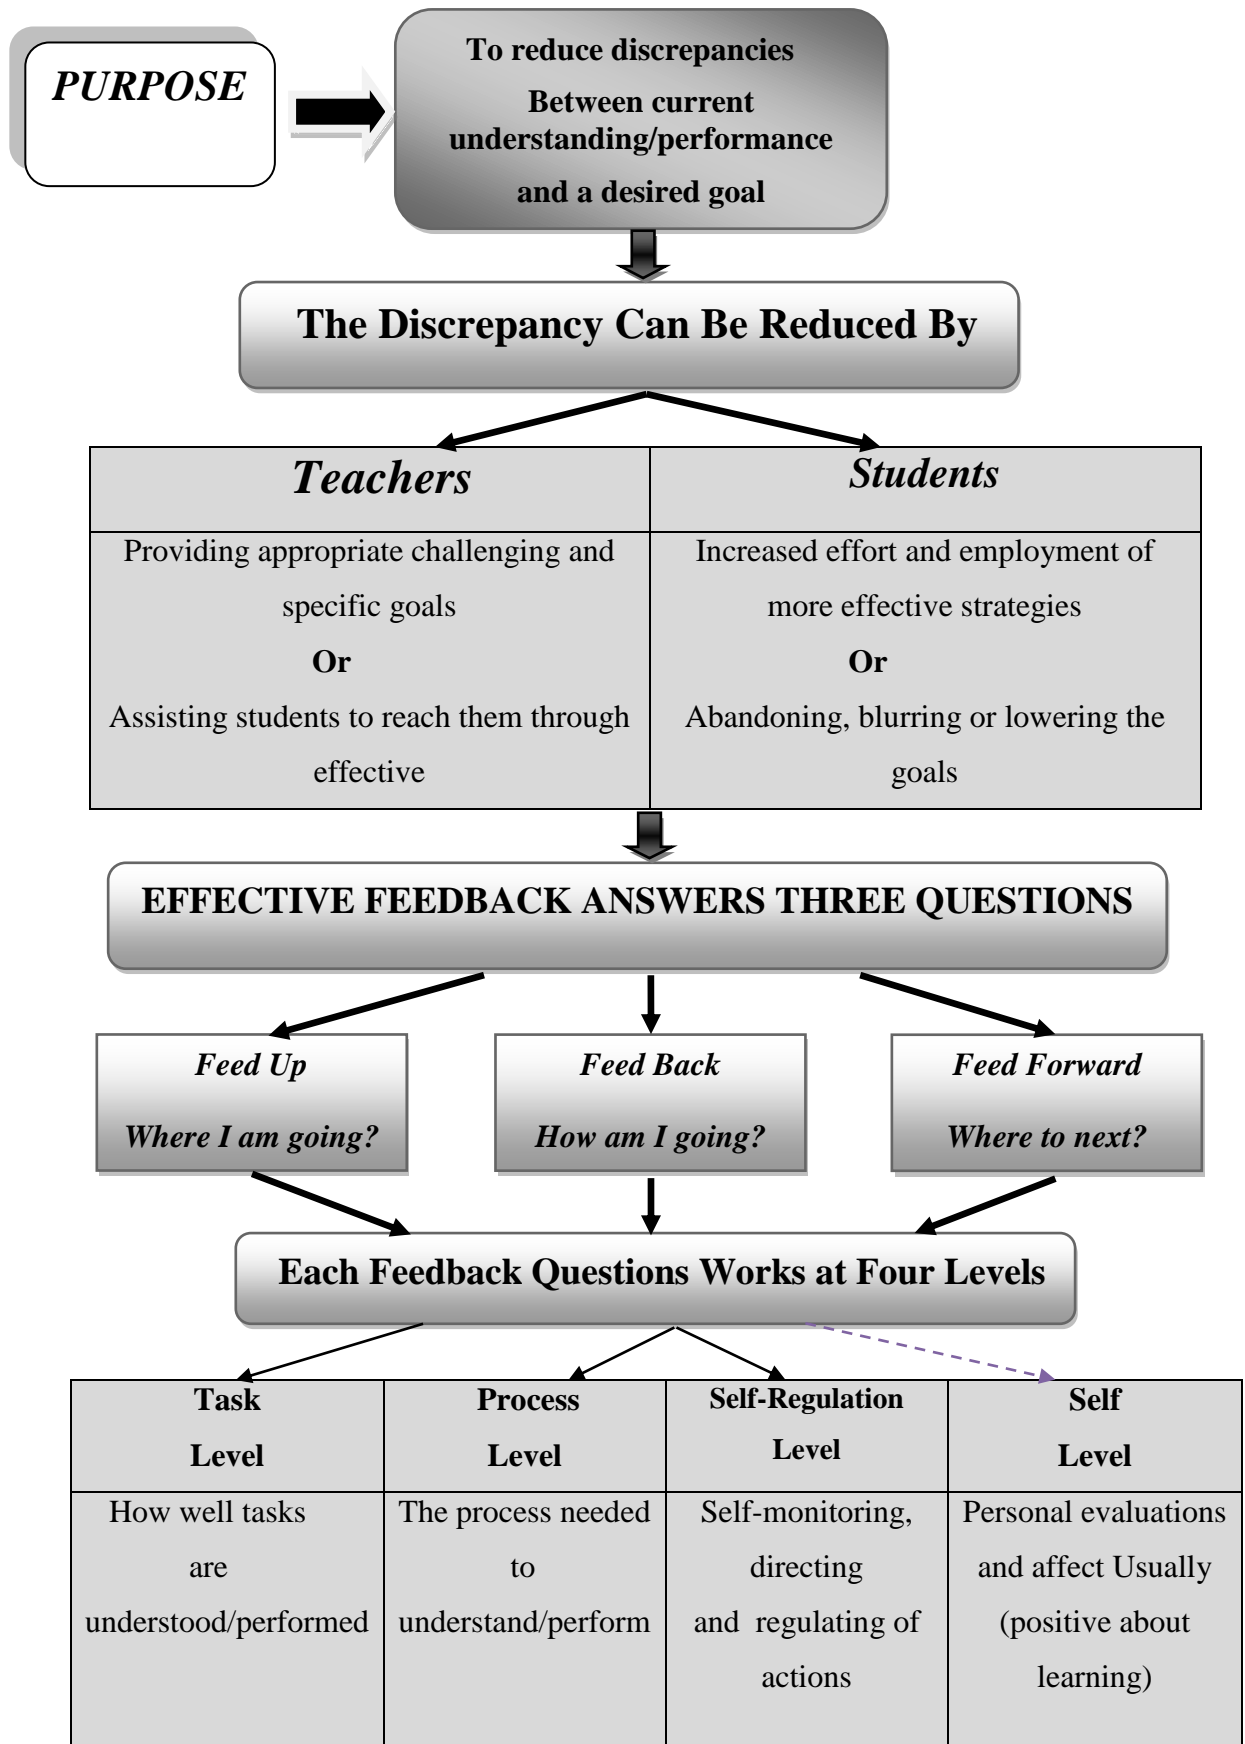 PURPOSE
To reduce discrepancies
Between current
understanding/performance
and a desired goal
The Discrepancy Can Be Reduced By
Teachers
Providing appropriate challenging and
specific goals
Or
Assisting students to reach them through
effective
Students
Increased effort and employment of
more effective strategies
Or
Abandoning, blurring or lowering the
goals
EFFECTIVE FEEDBACK ANSWERS THREE QUESTIONS
Feed Up
Where I am going?
Feed Back
How am I going?
Feed Forward
Where to next?
Each Feedback Questions Works at Four Levels
Task
Level
How well tasks
are
understood/performed
Process
Level
The process needed
to
understand/perform
Self-Regulation
Level
Self-monitoring,
directing
and regulating of
actions
Self
Level
Personal evaluations
and affect Usually
(positive about
learning)